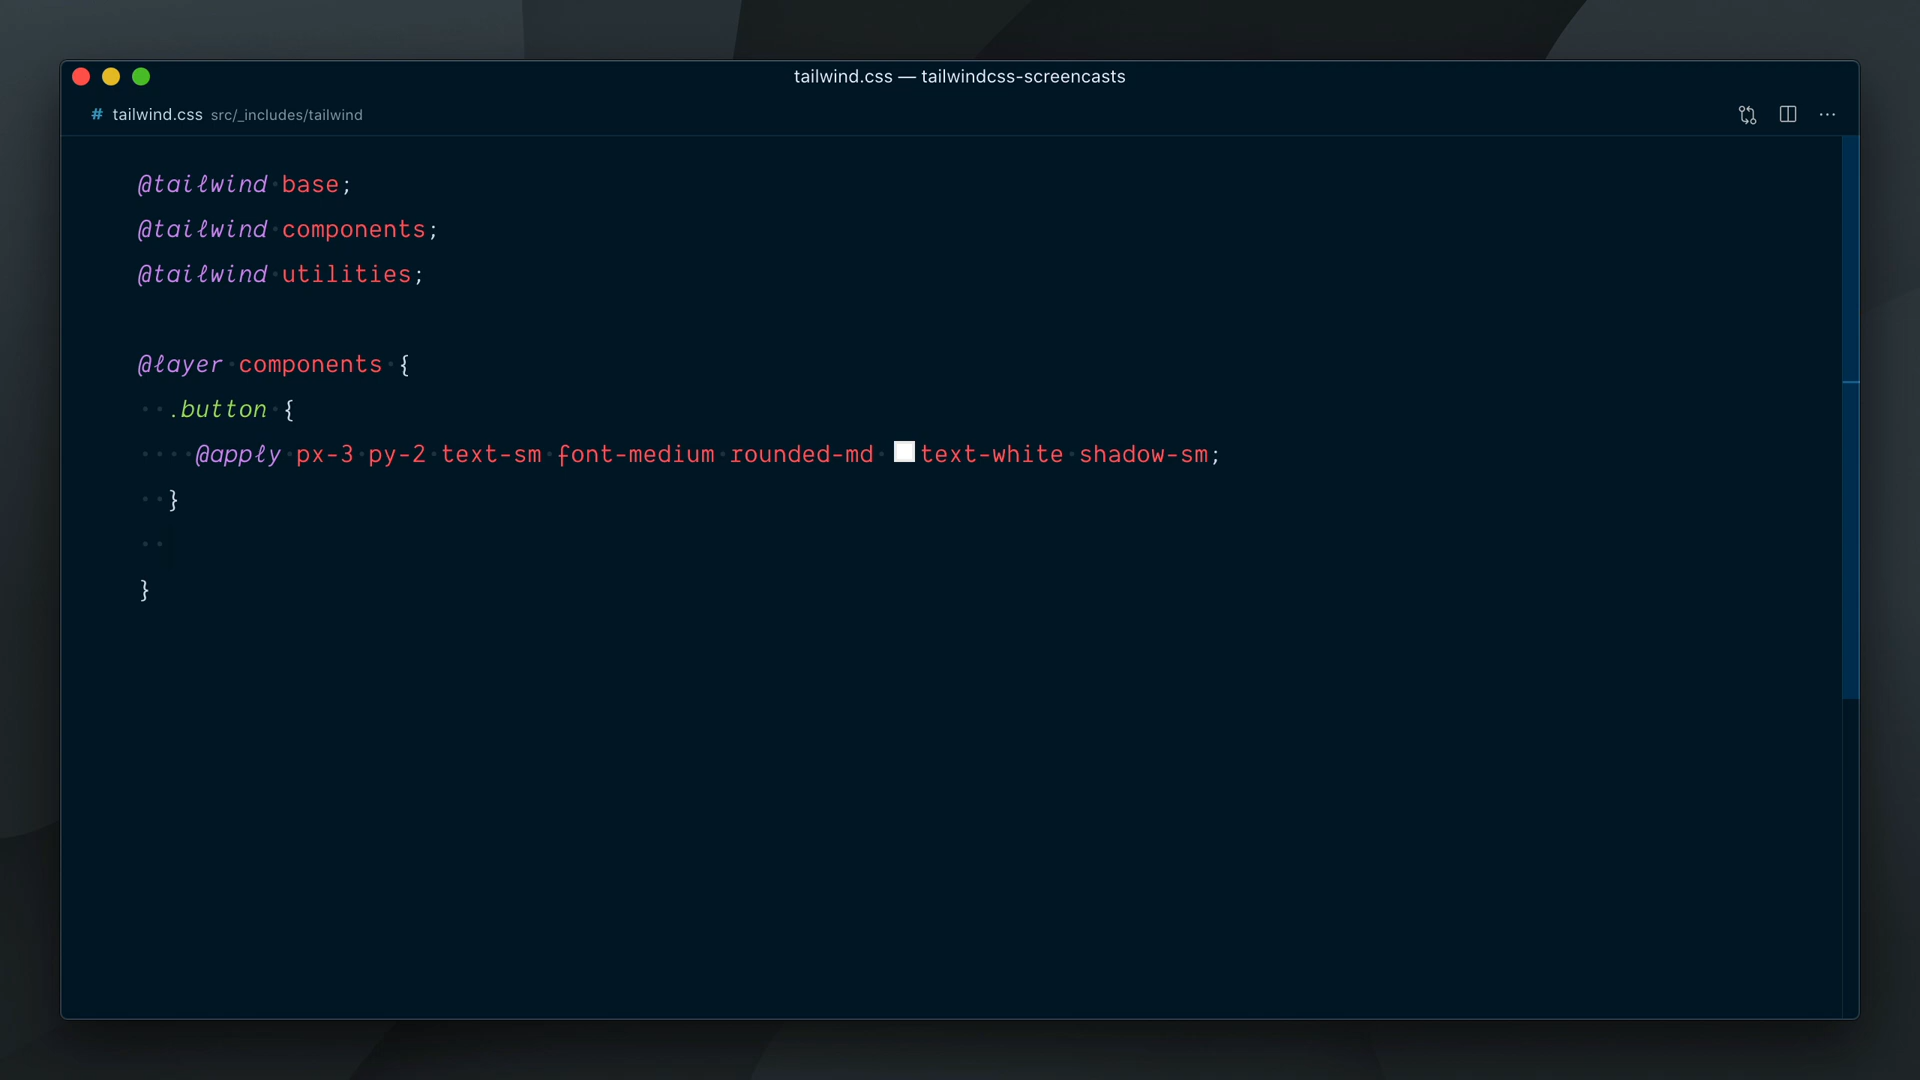 tailwind.css — tailwindcss-screencasts
# tailwind.css src/_includes/tailwind
@tailwind base;
@tailwind components;
@tailwind utilities;
@layer components {
.button {
@apply px-3 py-2 text-sm font-medium rounded-md text-white shadow-sm;
}
}